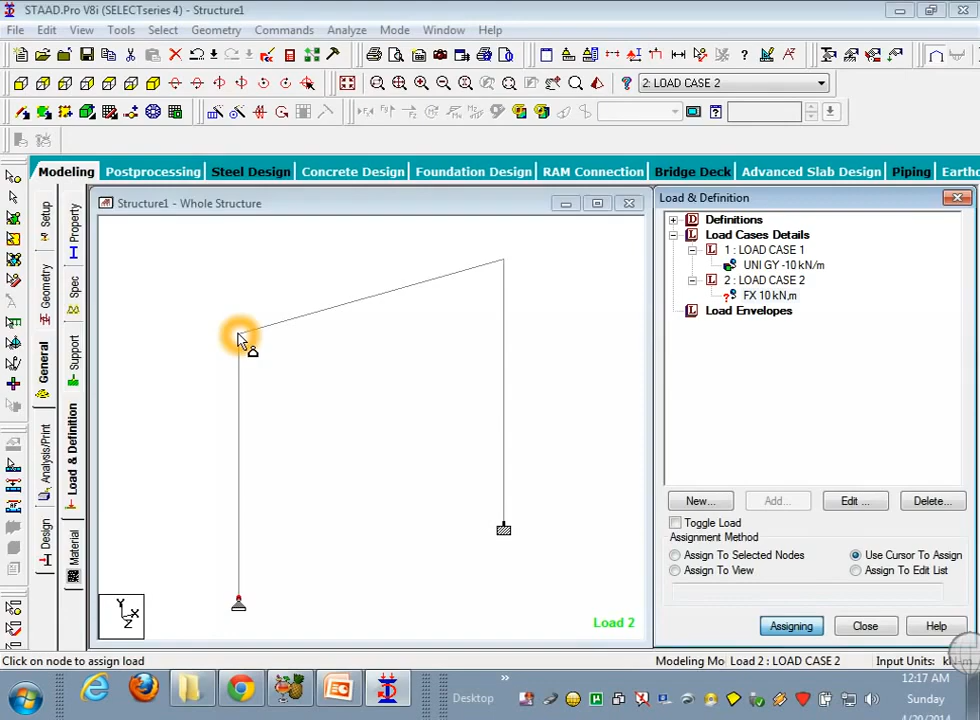 STAAD.Pro V8i (SELECTseries 4) - Structure1
File Edit View Tools Select Geometry Commands Analyze Mode Window Help
2: LOAD CASE 2
Modeling Postprocessing Steel Design Concrete Design Foundation Design RAM Connection Bridge Deck Advanced Slab Design Piping Earthq
Setup
Geometry
General
Analysis/Print
Design
Property
Spec
Support
Load & Definition
Material
Structure1 - Whole Structure
Y
X
Z
Load 2
Load & Definition
Definitions
Load Cases Details
1 : LOAD CASE 1
UNI GY -10 kN/m
2 : LOAD CASE 2
FX 10 kN,m
Load Envelopes
New... Add... Edit ... Delete...
Toggle Load
Assignment Method
Assign To Selected Nodes Use Cursor To Assign
Assign To View Assign To Edit List
Assigning Close Help
Click on node to assign load Modeling Mo Load 2 : LOAD CASE 2 Input Units:
Desktop
12:17 AM
Sunday
4/20/2014